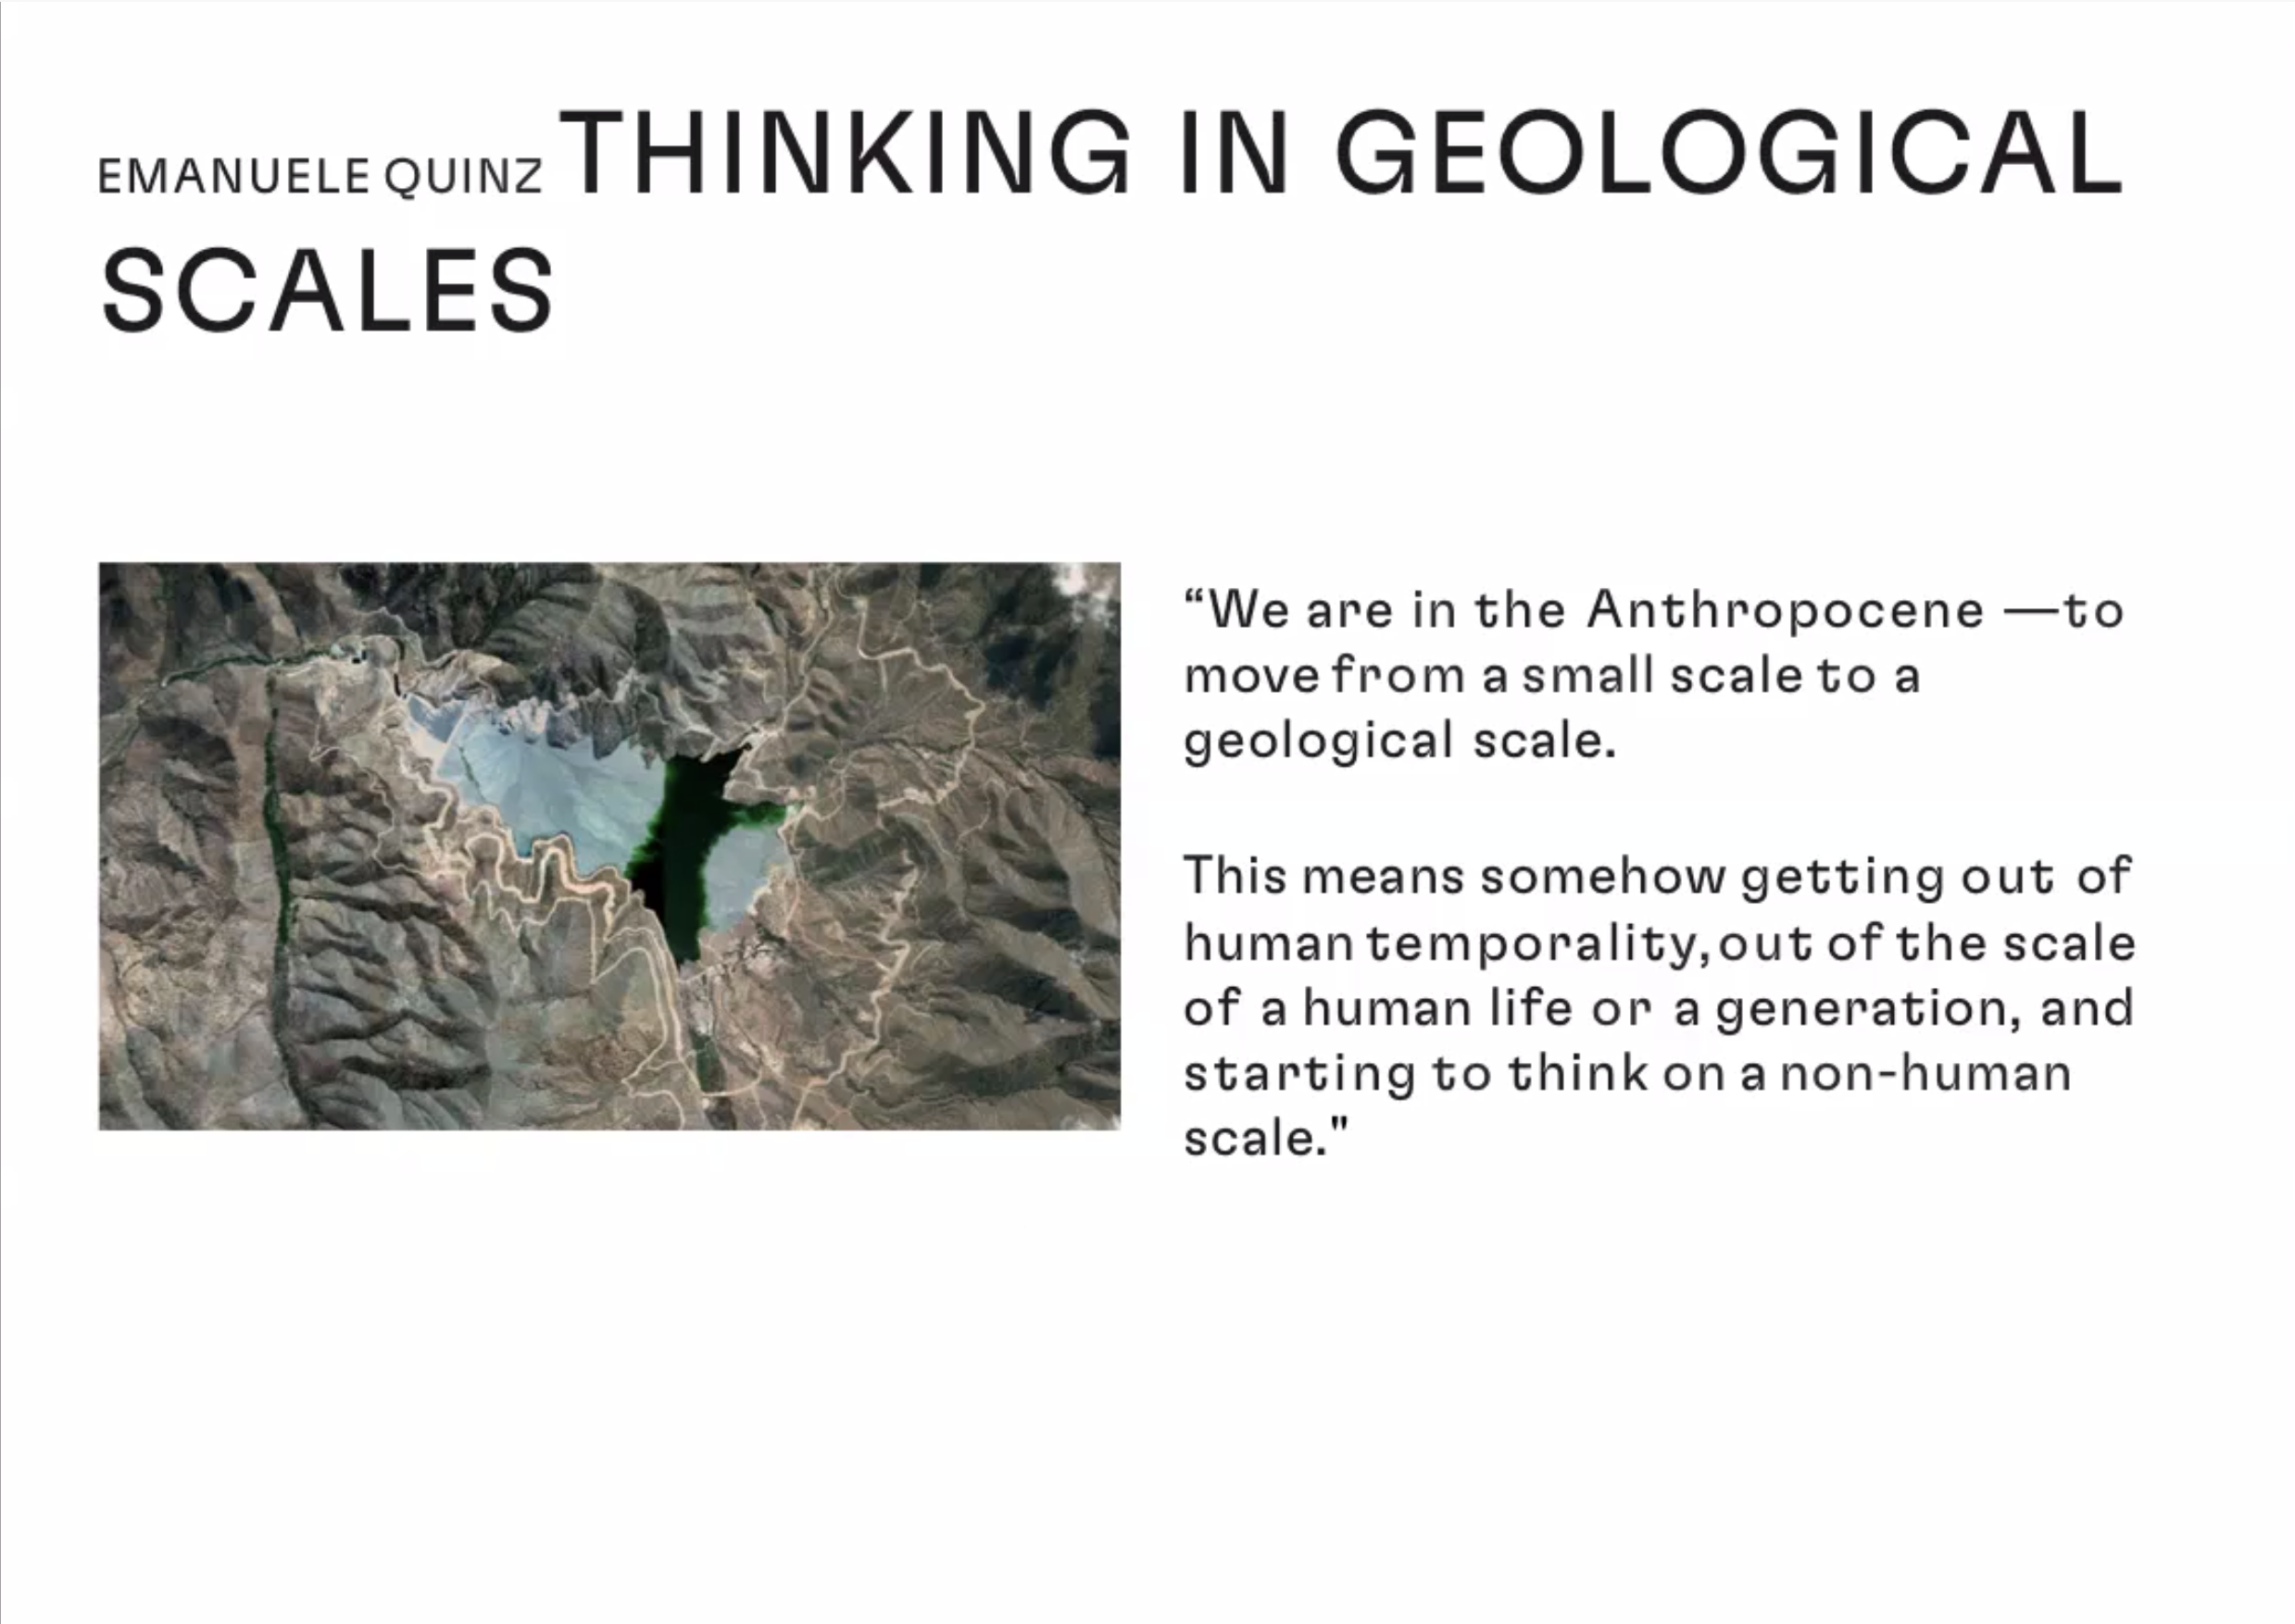 EMANUELE QUINZ THINKING IN GEOLOGICAL
SCALES
“We are in the Anthropocene —to
move from a small scale to a
geological scale.
This means somehow getting out of
human temporality, out of the scale
of a human life or a generation, and
starting to think on a non-human
scale."